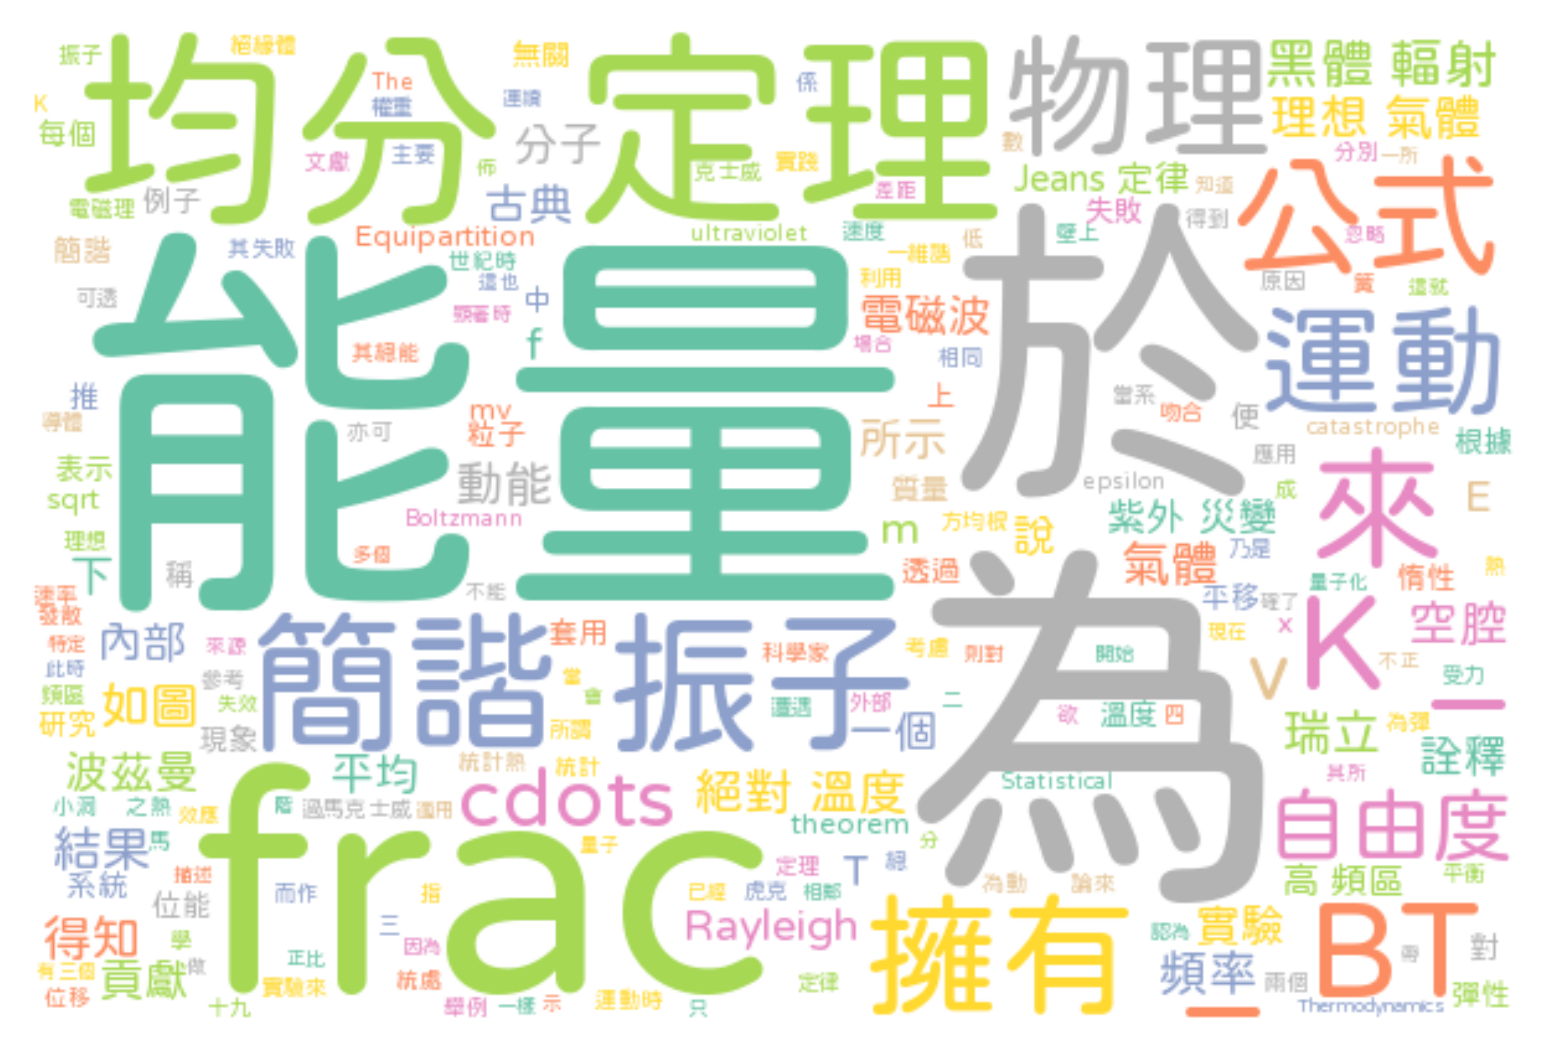 振子
絕緣體
均分定理
The
無關
物理
黑體 輻射
K
權重
連續
係
每個
理想 氣體
文獻
主要
分子
佈
實踐
克士威
數
分別
一所
電磁理
例子
古典
差距
Jeans 定律
知道
公式
失敗
得到
簡諧
其失敗
Equipartition
ultraviolet
速度
壁上
忽略
世紀時
一維諧
低
於
可透
這也
中
利用
原因
簧
這就
能量
顯著時
電磁波
運動
其總能
f
場合
相同
推
mv
上
當系
吻合
便
導體
亦可
粒子
所示
catastrophe
根據
表示
動能
質量
epsilon
應用
成
來
E
sqrt
Boltzmann
m
方均根
說
紫外 災變
理想
多個
氣體
乃是
下
稱
不能
透過
量子化
惰性
熱
速率
發散
平移
確了
為
K
空腔
內部
簡諧 振子
套用
特定
來源
科學家
考慮
則對
開始
現在
x
不正
此時
參考
當
V
受力
頻區
如圖
失效
會
遭遇
外部
二
欲
溫度
四
研究
現象
所謂
一個
瑞立
為彈
詮釋
波茲曼
平均
統計熱
統計
cdots
絕對 溫度
Statistical
其所
小洞
之熱
效應
階
過馬克士威
適用
theorem
自由度
frac
結果
馬
量子
分
系統
描述
定理
T
總
高 頻區
平衡
位能
而作
指
已經
虎克
相鄰
為動
論來
得知
三
Rayleigh
擁有
認為
實驗
BT
學
因為
頻率
帶
對
有三個
貢獻
做
正比
統處
定律
兩個
彈性
位移
實驗來
十九
舉例
一樣
示
運動時
只
Thermodynamics